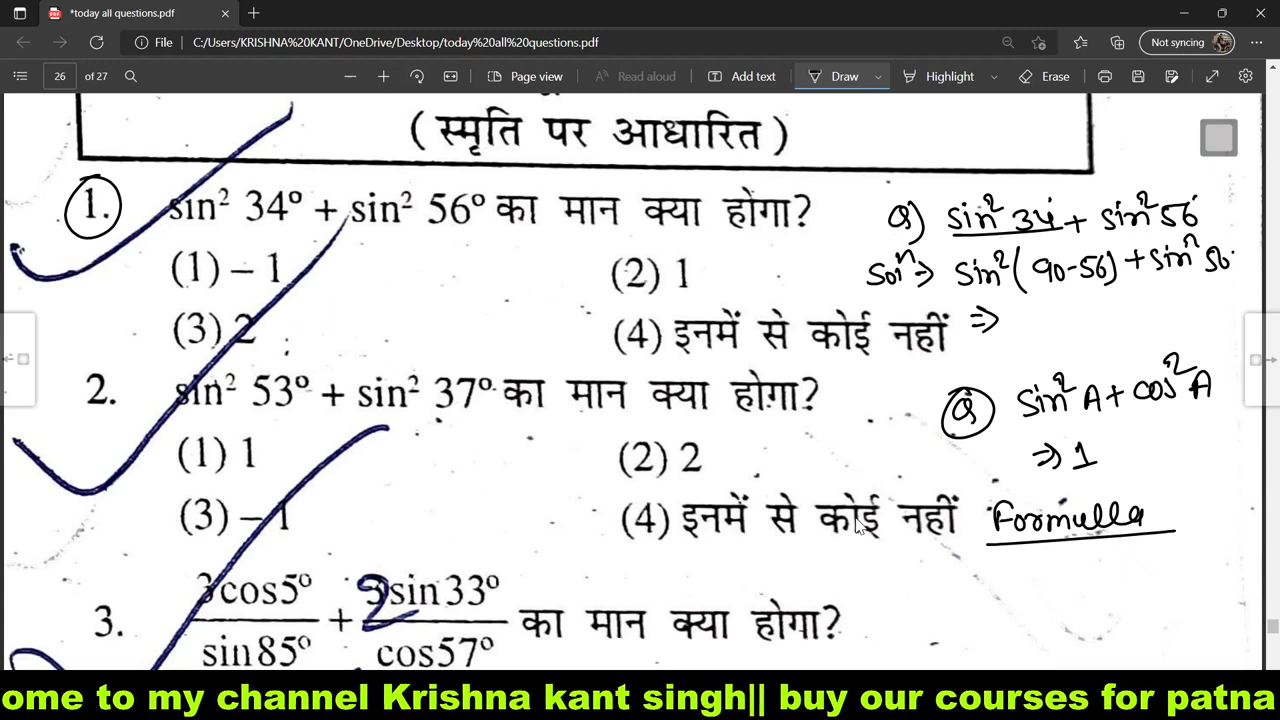 *today all questions.pdf
File C:/Users/KRISHNA%20KANT/OneDrive/Desktop/today%20all%20questions.pdf Not syncing
26 of 27 Page view Read aloud Add text Draw Highlight Erase
(स्मृति पर आधारित)
1. sin² 34° + sin² 56° का मान क्या होगा?
(1) – 1 (2) 1
(3) 2 (4) इनमें से कोई नहीं
2. sin² 53° + sin² 37° का मान क्या होगा?
(1) 1 (2) 2
(3) – 1 (4) इनमें से कोई नहीं
3. 3cos5°/sin85° + 2sin33°/cos57° का मान क्या होगा?
Q) sin² 34 + sin² 56
Solⁿ ⇒ sin²(90-56) + sin² 56
⇒
Q sin² A + cos² A
⇒ 1
Formulla
ome to my channel Krishna kant singh|| buy our courses for patna